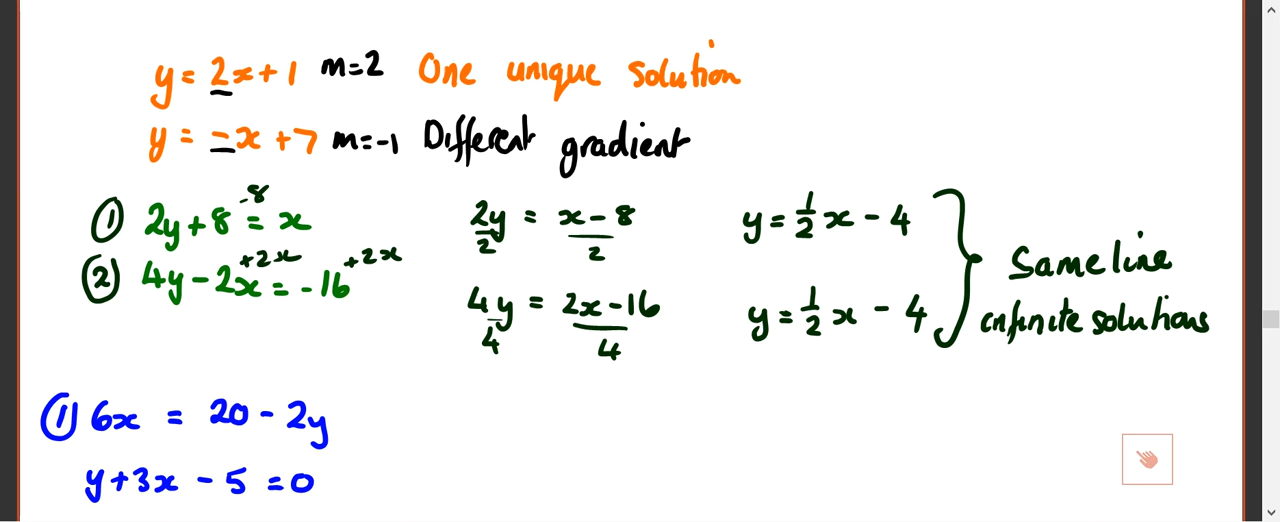 y = 2x + 1 m=2 One unique solution
y = -x + 7 m=-1 Different gradient
① 2y + 8 = x -8 2y/2 = (x - 8)/2 y = 1/2 x - 4
② 4y - 2x = -16 +2x +2x 4y/4 = (2x - 16)/4 y = 1/2 x - 4
Same line
infinite solutions
① 6x = 20 - 2y
y + 3x - 5 = 0